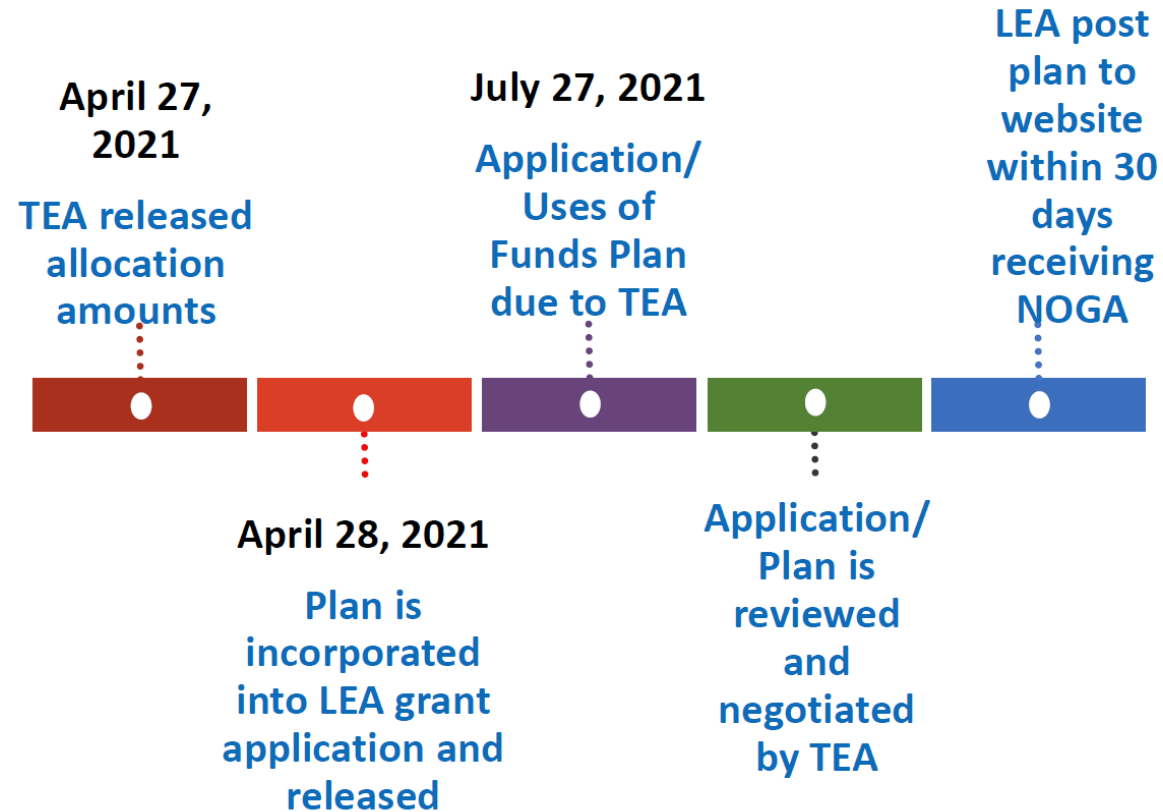 April 27,
2021
TEA released
allocation
amounts
April 28, 2021
Plan is
incorporated
into LEA grant
application and
released
July 27, 2021
Application/
Uses of
Funds Plan
due to TEA
Application/
Plan is
reviewed
and
negotiated
by TEA
LEA post
plan to
website
within 30
days
receiving
NOGA